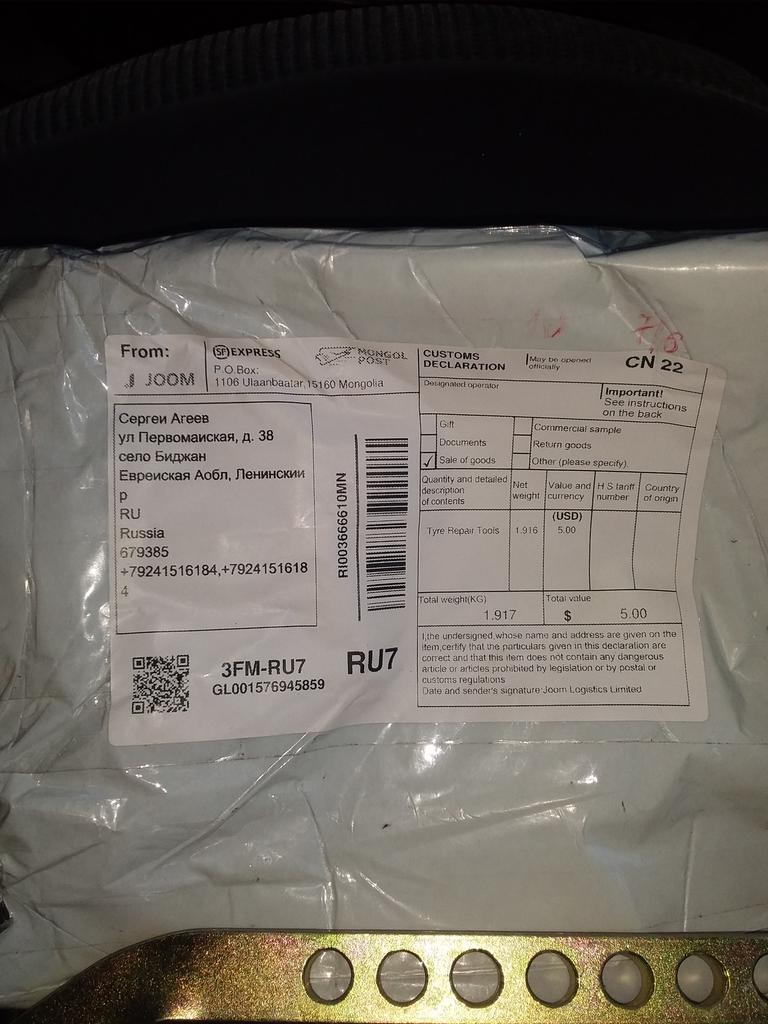 From:
JOOM
SF EXPRESS
MONGOL
POST
P.O.Box:
1106 Ulaanbaatar,15160 Mongolia
Сергеи Агеев
ул Первомаиская, д. 38
село Биджан
Евреиская Аобл, Ленинскии
р
RU
Russia
679385
+79241516184,+7924151618
4
RI003666610MN
3FM-RU7
GL001576945859
RU7
CUSTOMS
DECLARATION
May be opened
officially
CN 22
Designated operator
Important!
See instructions
on the back
Gift
Commercial sample
Documents
Return goods
✓ Sale of goods
Other (please specify)
Quantity and detailed
description
of contents
Net
weight
Value and
currency
H S tariff
number
Country
of origin
(USD)
Tyre Repair Tools 1.916 5.00
Total weight(KG)
1.917
Total value
$ 5.00
I,the undersigned,whose name and address are given on the
item,certify that the particulars given in this declaration are
correct and that this item does not contain any dangerous
article or articles prohibited by legislation or by postal or
customs regulations
Date and sender's signature:Joom Logistics Limited